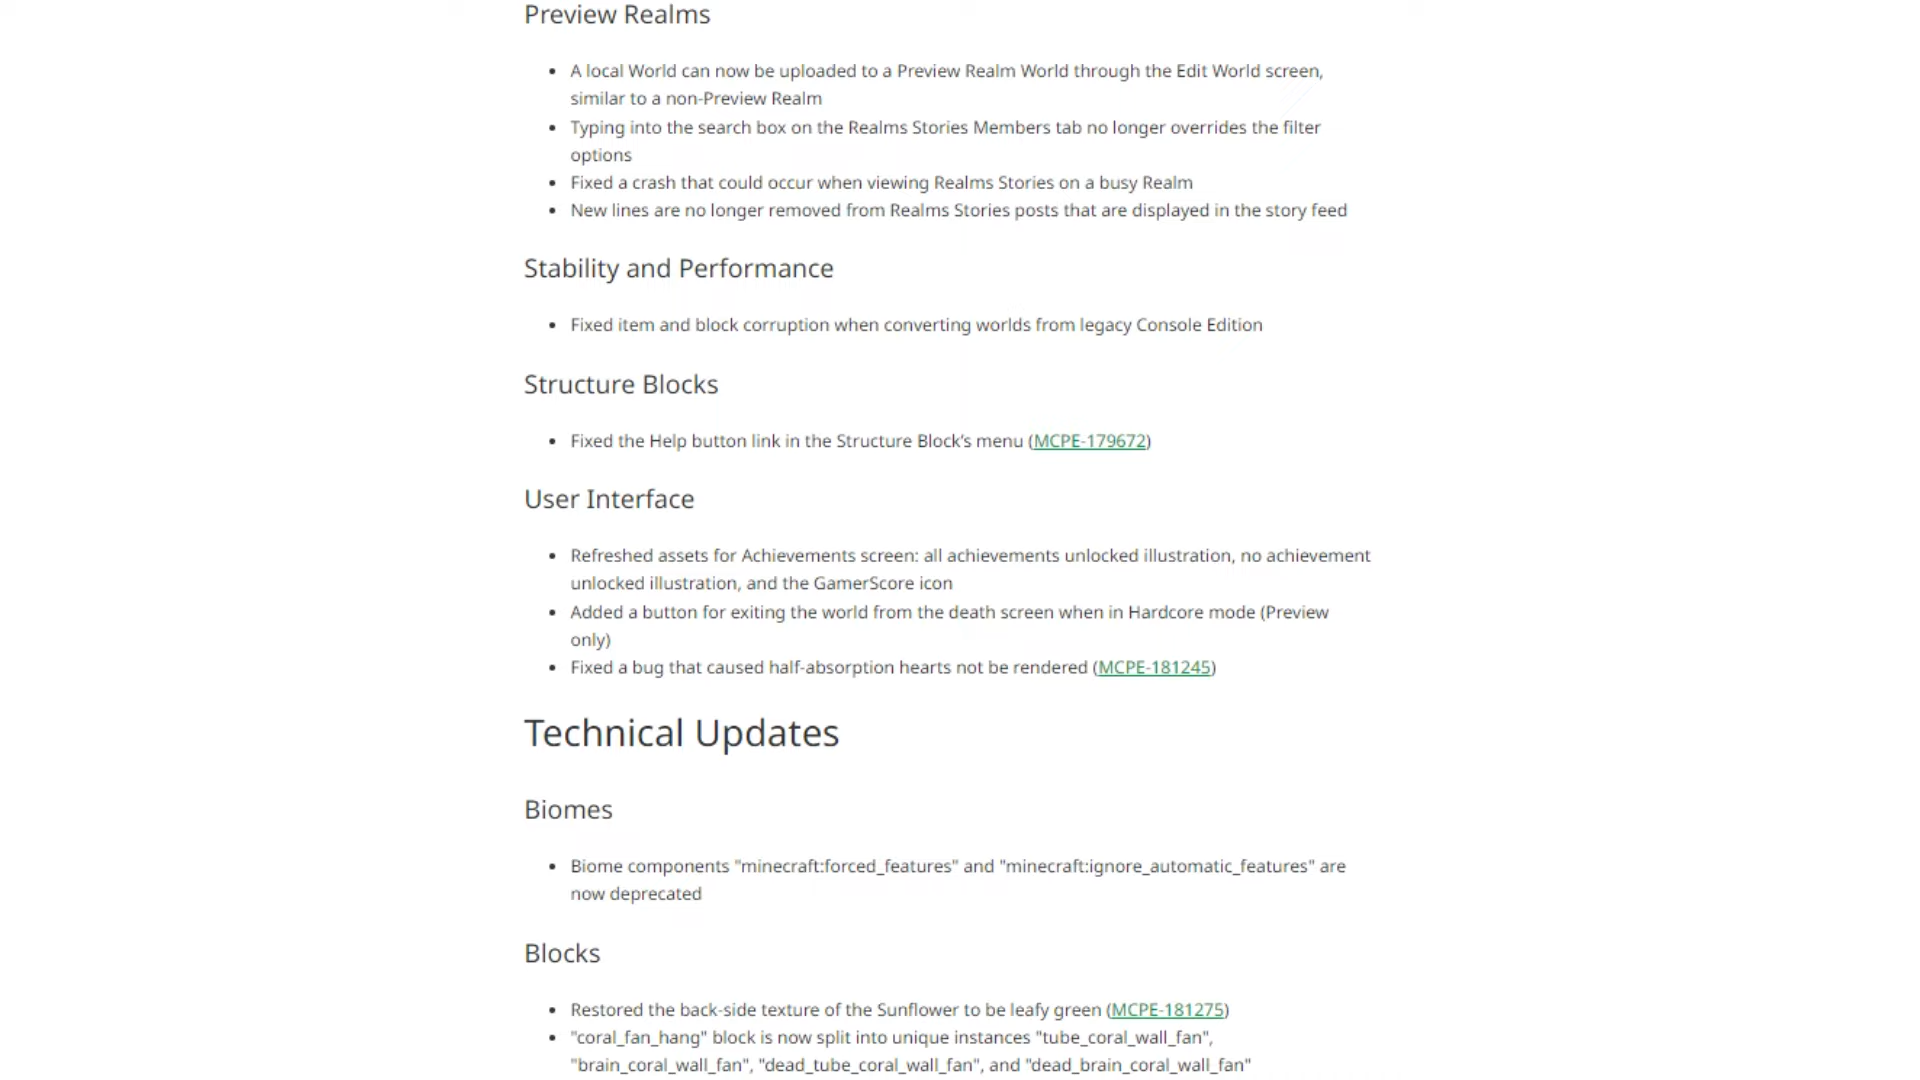 Preview Realms
• A local World can now be uploaded to a Preview Realm World through the Edit World screen,
similar to a non-Preview Realm
• Typing into the search box on the Realms Stories Members tab no longer overrides the filter
options
• Fixed a crash that could occur when viewing Realms Stories on a busy Realm
• New lines are no longer removed from Realms Stories posts that are displayed in the story feed
Stability and Performance
• Fixed item and block corruption when converting worlds from legacy Console Edition
Structure Blocks
• Fixed the Help button link in the Structure Block's menu (MCPE-179672)
User Interface
• Refreshed assets for Achievements screen: all achievements unlocked illustration, no achievement
unlocked illustration, and the GamerScore icon
• Added a button for exiting the world from the death screen when in Hardcore mode (Preview
only)
• Fixed a bug that caused half-absorption hearts not be rendered (MCPE-181245)
Technical Updates
Biomes
• Biome components "minecraft:forced_features" and "minecraft:ignore_automatic_features" are
now deprecated
Blocks
• Restored the back-side texture of the Sunflower to be leafy green (MCPE-181275)
• "coral_fan_hang" block is now split into unique instances "tube_coral_wall_fan",
"brain_coral_wall_fan", "dead_tube_coral_wall_fan", and "dead_brain_coral_wall_fan"